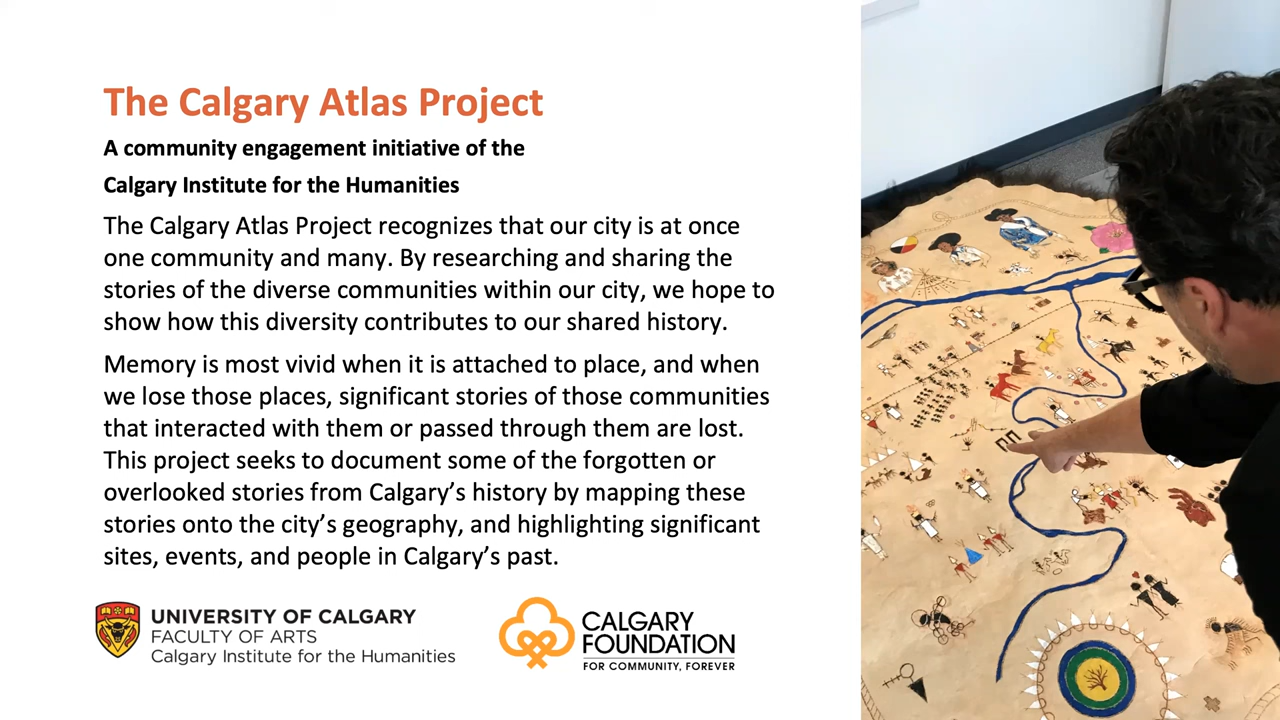 The Calgary Atlas Project
A community engagement initiative of the
Calgary Institute for the Humanities
The Calgary Atlas Project recognizes that our city is at once
one community and many. By researching and sharing the
stories of the diverse communities within our city, we hope to
show how this diversity contributes to our shared history.
Memory is most vivid when it is attached to place, and when
we lose those places, significant stories of those communities
that interacted with them or passed through them are lost.
This project seeks to document some of the forgotten or
overlooked stories from Calgary’s history by mapping these
stories onto the city’s geography, and highlighting significant
sites, events, and people in Calgary’s past.
UNIVERSITY OF CALGARY
FACULTY OF ARTS
Calgary Institute for the Humanities
CALGARY
FOUNDATION
FOR COMMUNITY, FOREVER